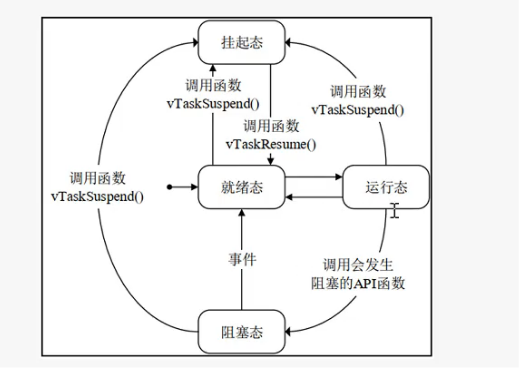 挂起态
调用函数
vTaskSuspend()
调用函数
vTaskSuspend()
调用函数
vTaskResume()
调用函数
vTaskSuspend()
就绪态
运行态
事件
调用会发生
阻塞的API函数
阻塞态